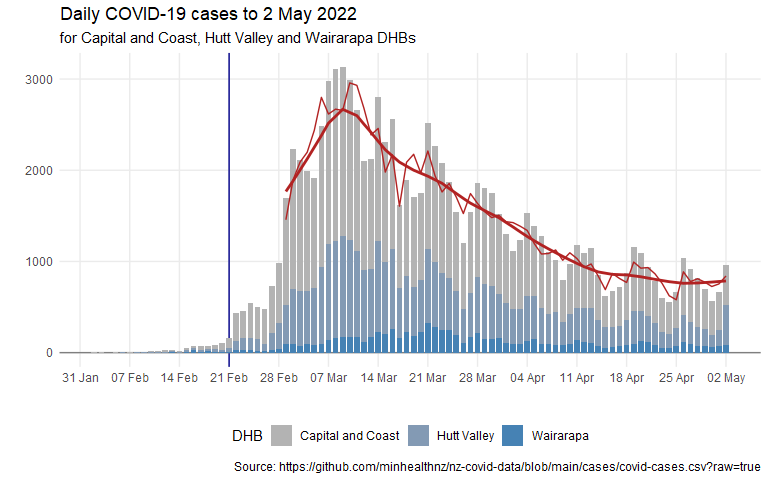 Daily COVID-19 cases to 2 May 2022
for Capital and Coast, Hutt Valley and Wairarapa DHBs
3000
2000
1000
0
31 Jan 07 Feb 14 Feb 21 Feb 28 Feb 07 Mar 14 Mar 21 Mar 28 Mar 04 Apr 11 Apr 18 Apr 25 Apr 02 May
DHB Capital and Coast Hutt Valley Wairarapa
Source: https://github.com/minhealthnz/nz-covid-data/blob/main/cases/covid-cases.csv?raw=true